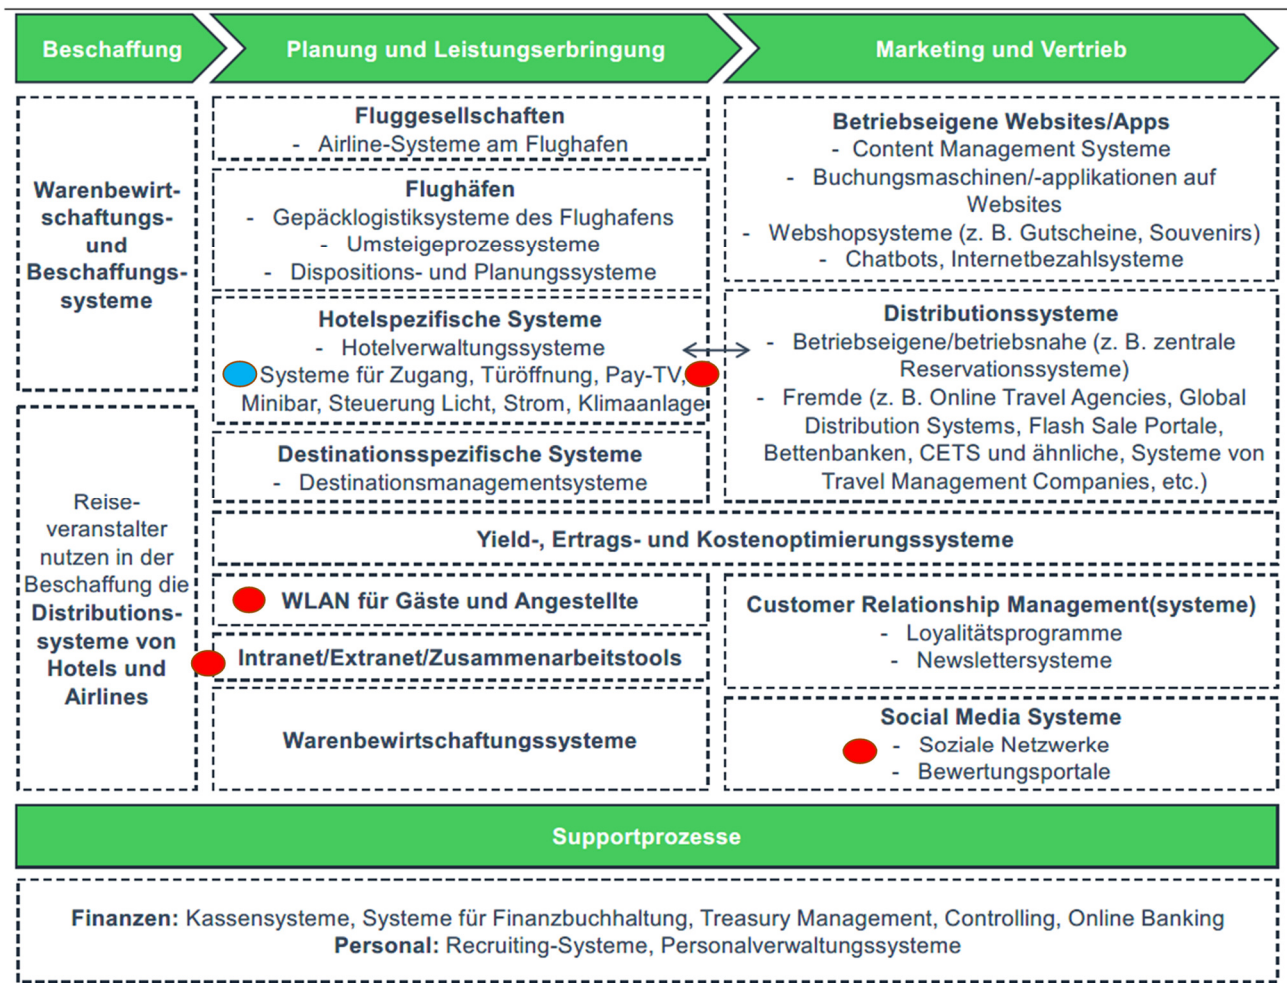 Beschaffung
Planung und Leistungserbringung
Marketing und Vertrieb
Warenbewirt-
schaftungs-
und
Beschaffungs-
systeme
Reise-
veranstalter
nutzen in der
Beschaffung die
Distributions-
systeme von
Hotels und
Airlines
Fluggesellschaften
- Airline-Systeme am Flughafen
Flughäfen
- Gepäcklogistiksysteme des Flughafens
- Umsteigeprozessysteme
- Dispositions- und Planungssysteme
Hotelspezifische Systeme
- Hotelverwaltungssysteme
Systeme für Zugang, Türöffnung, Pay-TV,
Minibar, Steuerung Licht, Strom, Klimaanlage
Destinationsspezifische Systeme
- Destinationsmanagementsysteme
Betriebseigene Websites/Apps
- Content Management Systeme
- Buchungsmaschinen/-applikationen auf
Websites
- Webshopsysteme (z. B. Gutscheine, Souvenirs)
- Chatbots, Internetbezahlsysteme
Distributionssysteme
- Betriebseigene/betriebsnahe (z. B. zentrale
Reservationssysteme)
- Fremde (z. B. Online Travel Agencies, Global
Distribution Systems, Flash Sale Portale,
Bettenbanken, CETS und ähnliche, Systeme von
Travel Management Companies, etc.)
Yield-, Ertrags- und Kostenoptimierungssysteme
WLAN für Gäste und Angestellte
Intranet/Extranet/Zusammenarbeitstools
Warenbewirtschaftungssysteme
Customer Relationship Management(systeme)
- Loyalitätsprogramme
- Newslettersysteme
Social Media Systeme
- Soziale Netzwerke
- Bewertungsportale
Supportprozesse
Finanzen: Kassensysteme, Systeme für Finanzbuchhaltung, Treasury Management, Controlling, Online Banking
Personal: Recruiting-Systeme, Personalverwaltungssysteme